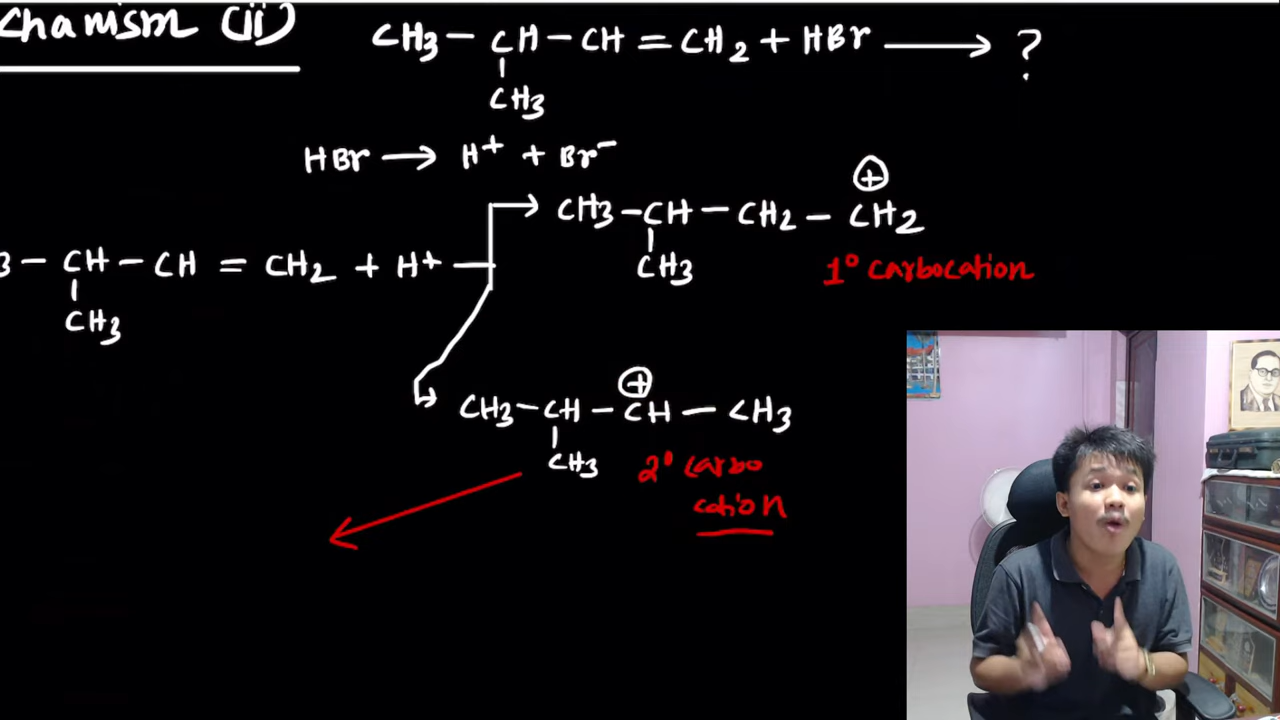 chanism (ii)
CH3 — CH — CH = CH2 + HBr ⟶ ?
|
CH3
HBr ⟶ H+ + Br−
⟶ CH3 — CH — CH2 — CH2
⊕
|
CH3
1° carbocation
3 — CH — CH = CH2 + H+
|
CH3
CH3 — CH — CH — CH3
⊕
|
CH3
2° carbo
cation